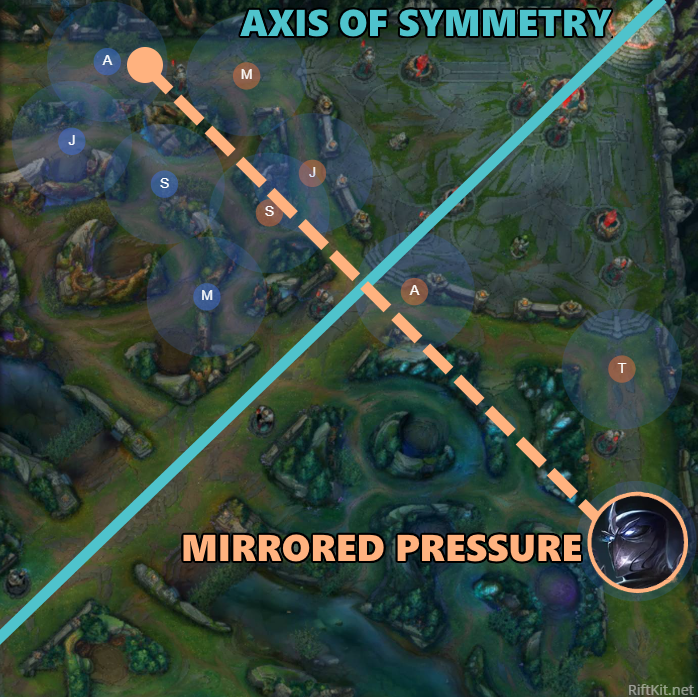 AXIS OF SYMMETRY
A
M
J
J
S
S
M
A
T
MIRRORED PRESSURE
RiftKit.net